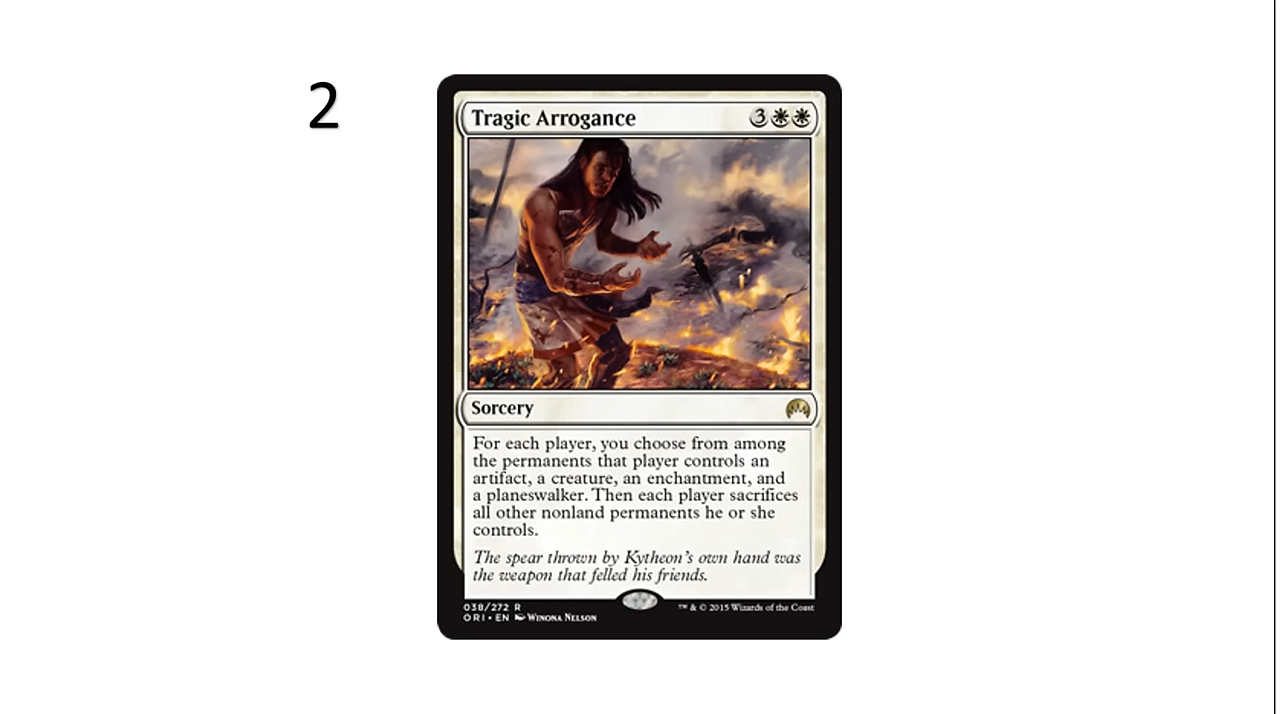 2
Tragic Arrogance 3
Sorcery
For each player, you choose from among
the permanents that player controls an
artifact, a creature, an enchantment, and
a planeswalker. Then each player sacrifices
all other nonland permanents he or she
controls.
The spear thrown by Kytheon's own hand was
the weapon that felled his friends.
038/272 R
ORI • EN Winona Nelson
™ & © 2015 Wizards of the Coast